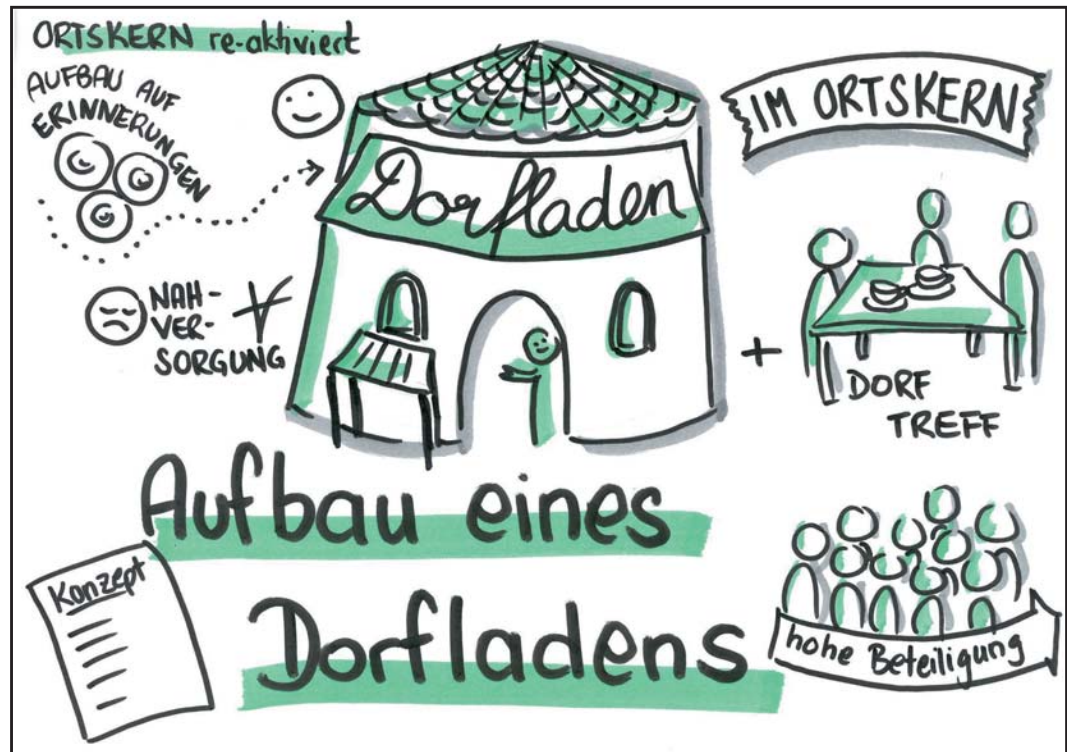 ORTSKERN re-aktiviert
AUFBAU AUF
ERINNERUNGEN
Dorfladen
IM ORTSKERN
NAH-
VER-
SORGUNG
+
DORF
TREFF
Aufbau eines
Dorfladens
Konzept
hohe Beteiligung